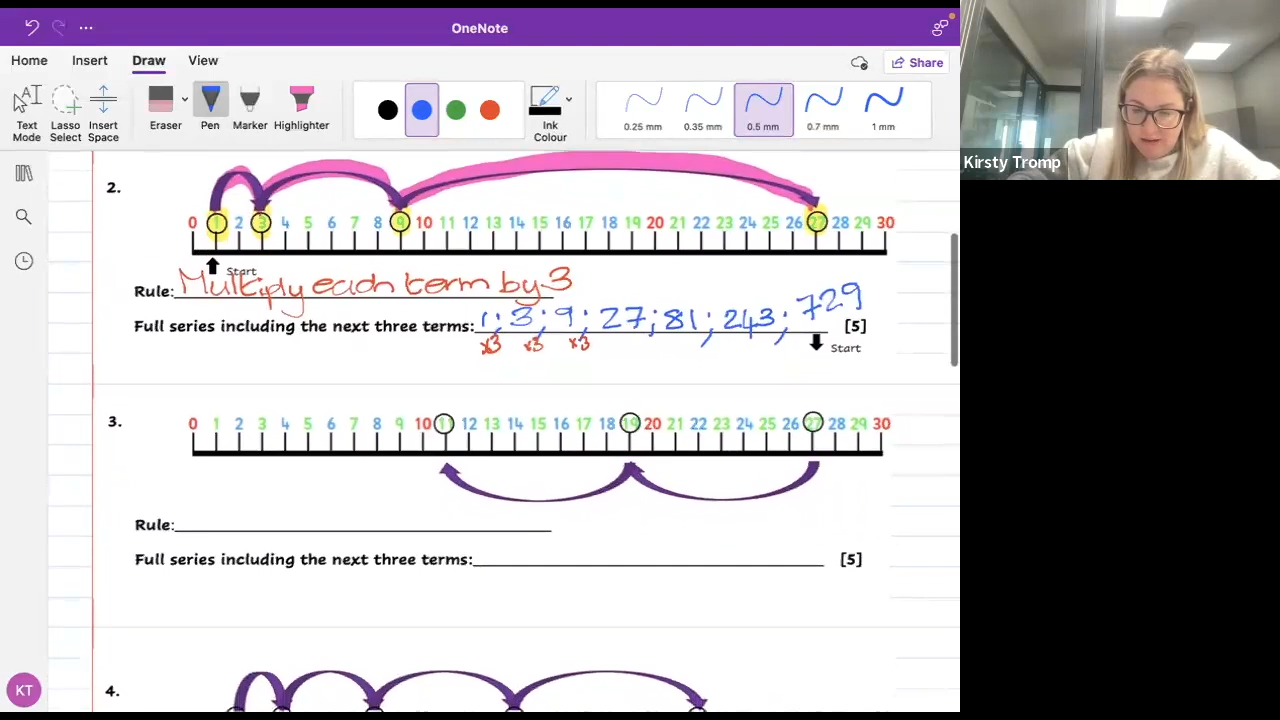 OneNote
Home Insert Draw View
Share
Text Mode
Lasso Select
Insert Space
Eraser
Pen
Marker
Highlighter
Ink Colour
0.25 mm
0.35 mm
0.5 mm
0.7 mm
1 mm
Kirsty Tromp
2.
0 1 2 3 4 5 6 7 8 9 10 11 12 13 14 15 16 17 18 19 20 21 22 23 24 25 26 27 28 29 30
Start
Rule: Multiply each term by 3
Full series including the next three terms: 1; 3; 9; 27; 81; 243; 729 [5]
x3 x3 x3
Start
3.
0 1 2 3 4 5 6 7 8 9 10 11 12 13 14 15 16 17 18 19 20 21 22 23 24 25 26 27 28 29 30
Rule:
Full series including the next three terms: [5]
4.
KT